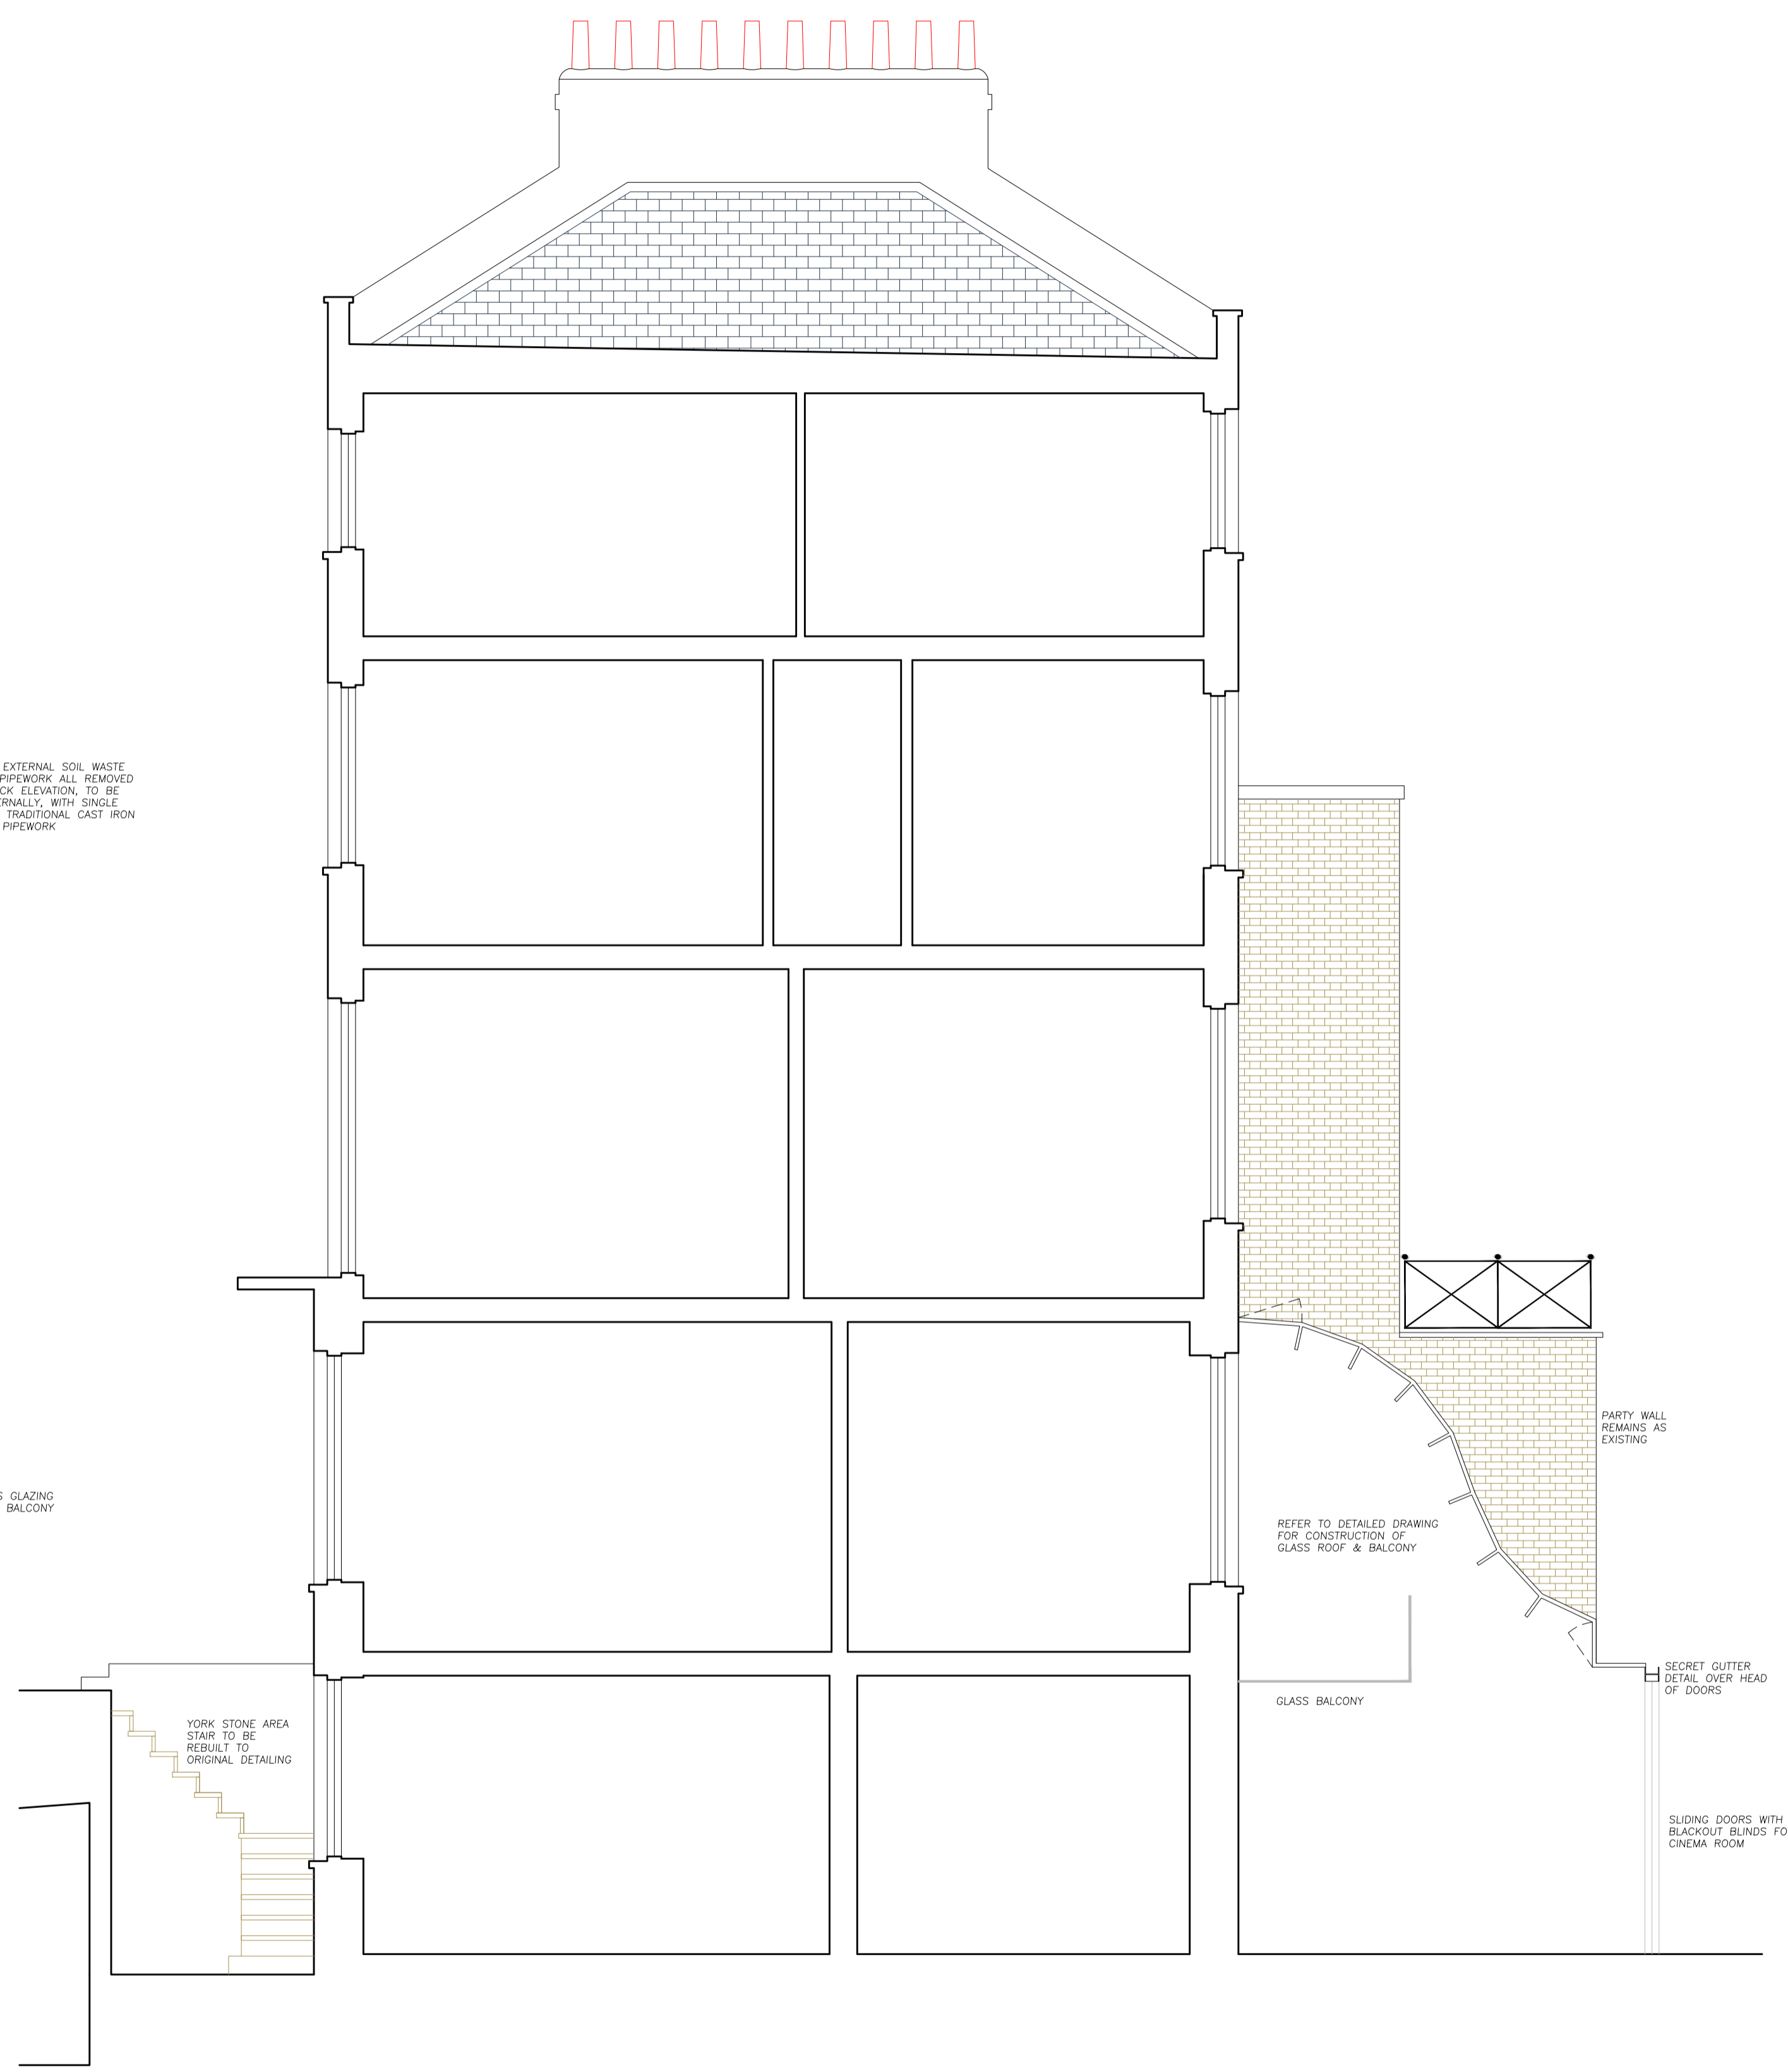 EXTERNAL SOIL WASTE
PIPEWORK ALL REMOVED
CK ELEVATION, TO BE
ERNALLY, WITH SINGLE
TRADITIONAL CAST IRON
PIPEWORK
S GLAZING
BALCONY
YORK STONE AREA
STAIR TO BE
REBUILT TO
ORIGINAL DETAILING
PARTY WALL
REMAINS AS
EXISTING
REFER TO DETAILED DRAWING
FOR CONSTRUCTION OF
GLASS ROOF & BALCONY
GLASS BALCONY
SECRET GUTTER
DETAIL OVER HEAD
OF DOORS
SLIDING DOORS WITH
BLACKOUT BLINDS FO
CINEMA ROOM